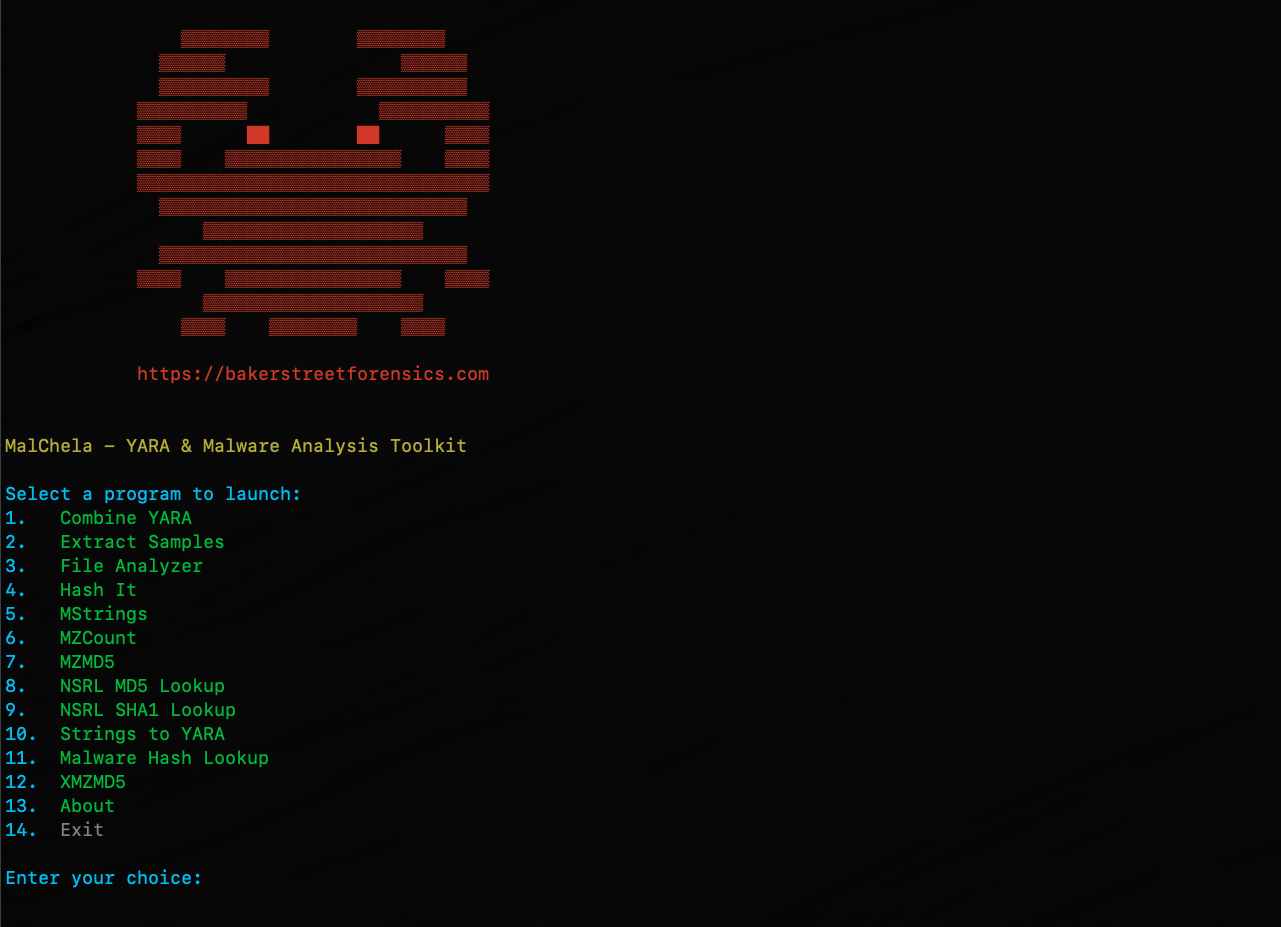 https://bakerstreetforensics.com
MalChela — YARA & Malware Analysis Toolkit
Select a program to launch:
1. Combine YARA
2. Extract Samples
3. File Analyzer
4. Hash It
5. MStrings
6. MZCount
7. MZMD5
8. NSRL MD5 Lookup
9. NSRL SHA1 Lookup
10. Strings to YARA
11. Malware Hash Lookup
12. XMZMD5
13. About
14. Exit
Enter your choice: